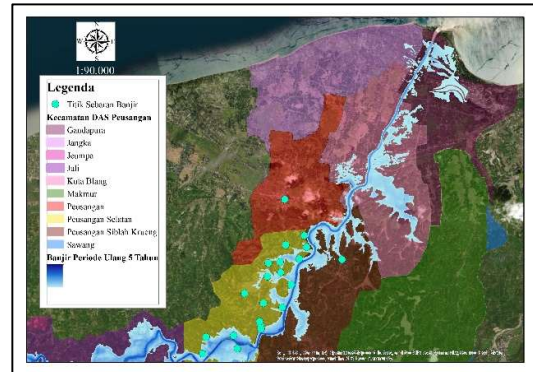 N
W E
S
1:90.000
Legenda
Titik Sebaran Banjir
Kecamatan DAS Peusangan
Gandapura
Jangka
Jeumpa
Juli
Kuta Blang
Makmur
Peusangan
Peusangan Selatan
Peusangan Siblah Krueng
Sawang
Banjir Periode Ulang 5 Tahun